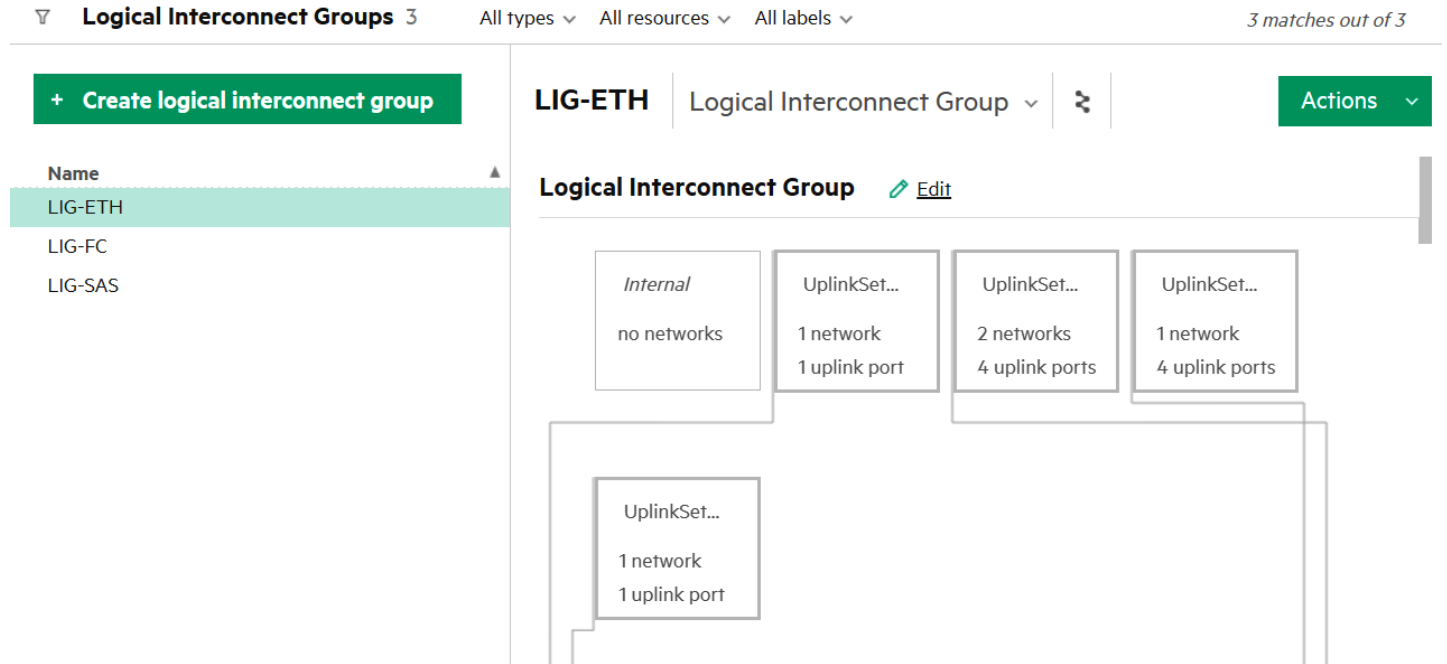 Logical Interconnect Groups 3 All types All resources All labels 3 matches out of 3
+ Create logical interconnect group
Name
LIG-ETH
LIG-FC
LIG-SAS
LIG-ETH Logical Interconnect Group Actions
Logical Interconnect Group Edit
Internal
no networks
UplinkSet...
1 network
1 uplink port
UplinkSet...
2 networks
4 uplink ports
UplinkSet...
1 network
4 uplink ports
UplinkSet...
1 network
1 uplink port